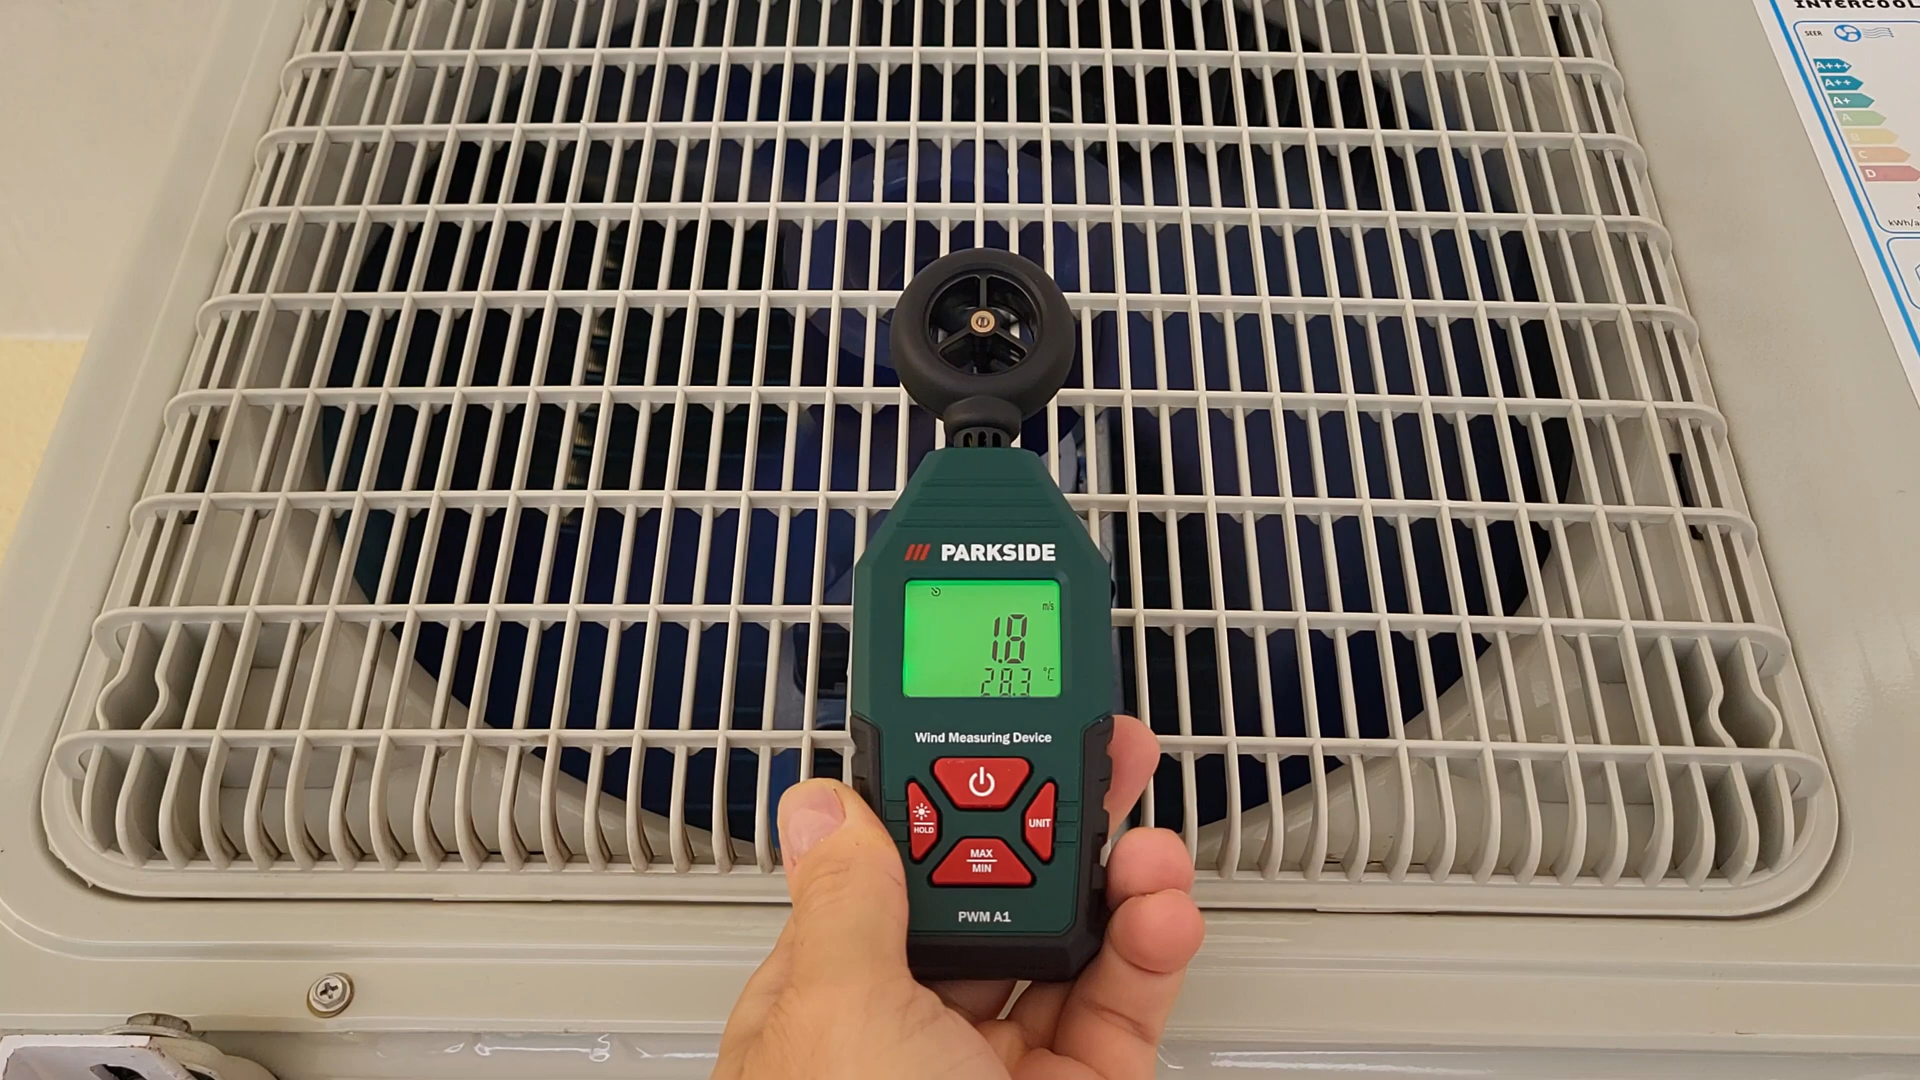 INTERCOOL
SEER
A+++
A++
A+
A
B
C
D
kWh/a
PARKSIDE
m/s
1.8
28.3 °C
Wind Measuring Device
HOLD
UNIT
MAX
MIN
PWM A1